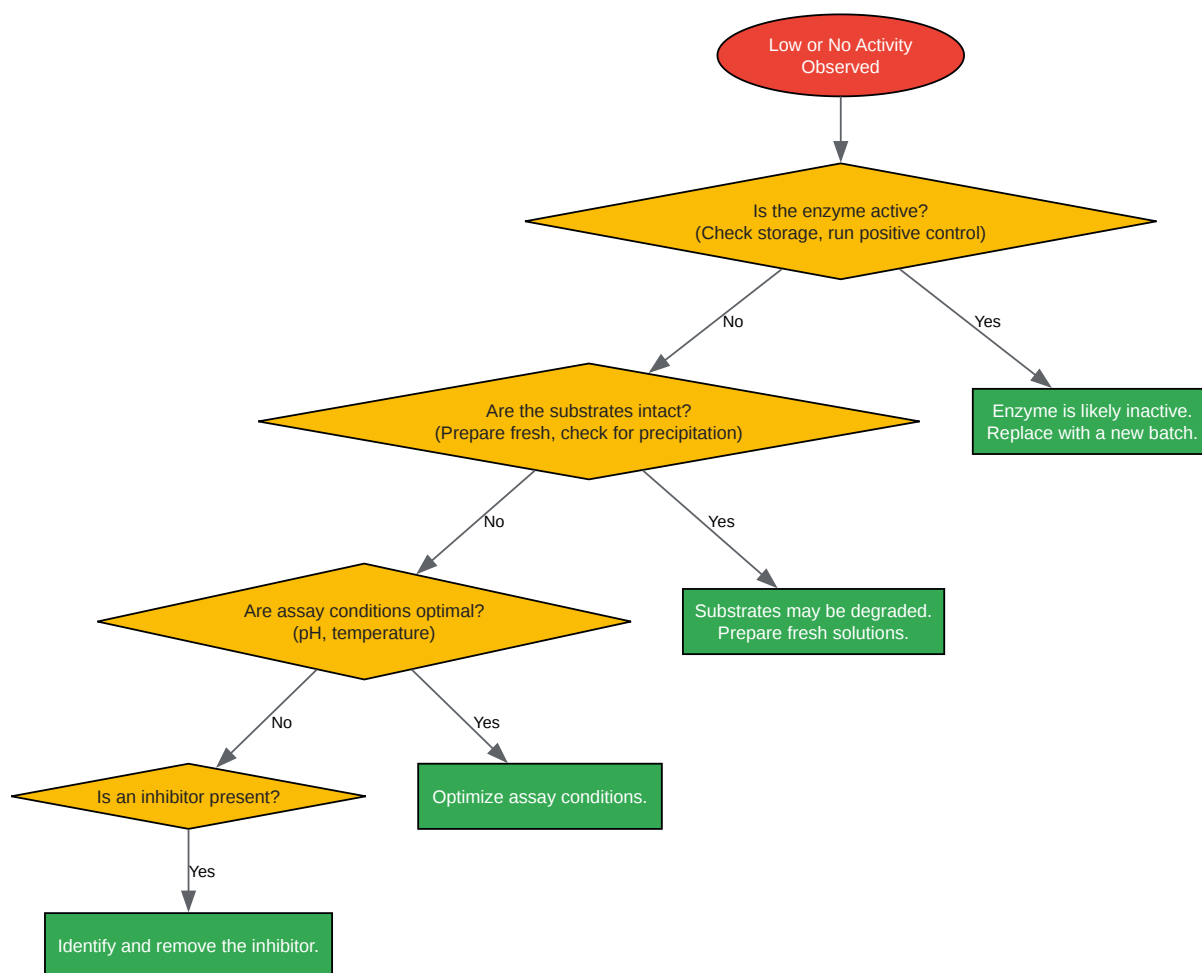 Low or No Activity
Observed
Is the enzyme active?
(Check storage, run positive control)
No
Yes
Are the substrates intact?
(Prepare fresh, check for precipitation)
Enzyme is likely inactive.
Replace with a new batch.
No
Yes
Are assay conditions optimal?
(pH, temperature)
Substrates may be degraded.
Prepare fresh solutions.
No
Yes
Is an inhibitor present?
Optimize assay conditions.
Yes
Identify and remove the inhibitor.